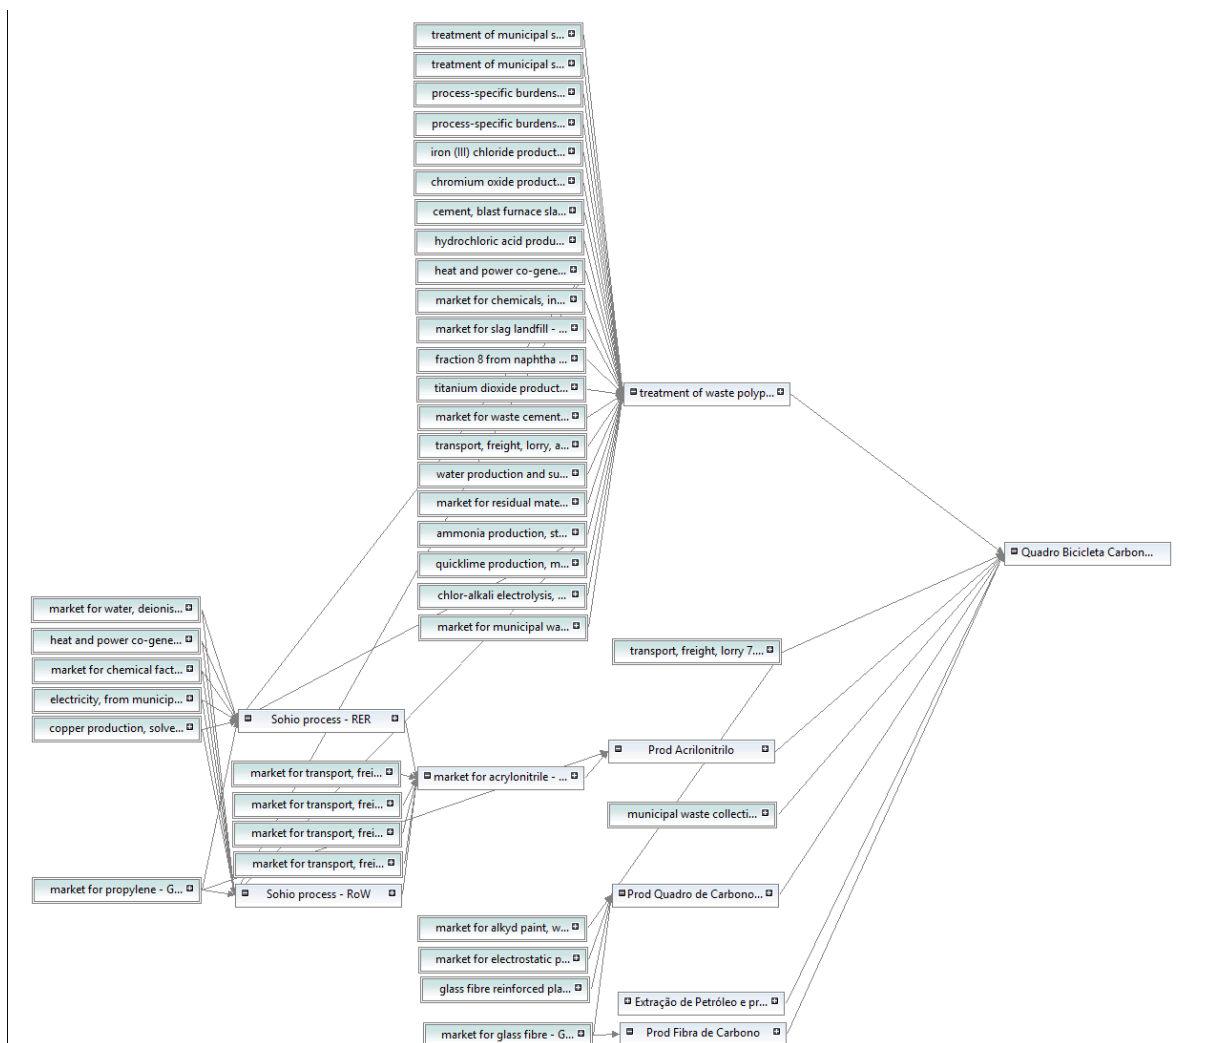 treatment of municipal s...
treatment of municipal s...
process-specific burdens...
process-specific burdens...
iron (III) chloride product...
chromium oxide product...
cement, blast furnace sla...
hydrochloric acid produ...
heat and power co-gene...
market for chemicals, in...
market for slag landfill - ...
fraction 8 from naphtha ...
titanium dioxide product...
market for waste cement...
transport, freight, lorry, a...
water production and su...
market for residual mate...
ammonia production, st...
quicklime production, m...
chlor-alkali electrolysis, ...
market for municipal wa...
treatment of waste polyp...
Quadro Bicicleta Carbon...
market for water, deionis...
heat and power co-gene...
market for chemical fact...
electricity, from municip...
copper production, solve...
market for propylene - G...
Sohio process - RER
market for transport, frei...
market for transport, frei...
market for transport, frei...
market for transport, frei...
Sohio process - RoW
market for acrylonitrile - ...
transport, freight, lorry 7....
Prod Acrilonitrilo
municipal waste collecti...
Prod Quadro de Carbono...
market for alkyd paint, w...
market for electrostatic p...
glass fibre reinforced pla...
market for glass fibre - G...
Extração de Petróleo e pr...
Prod Fibra de Carbono